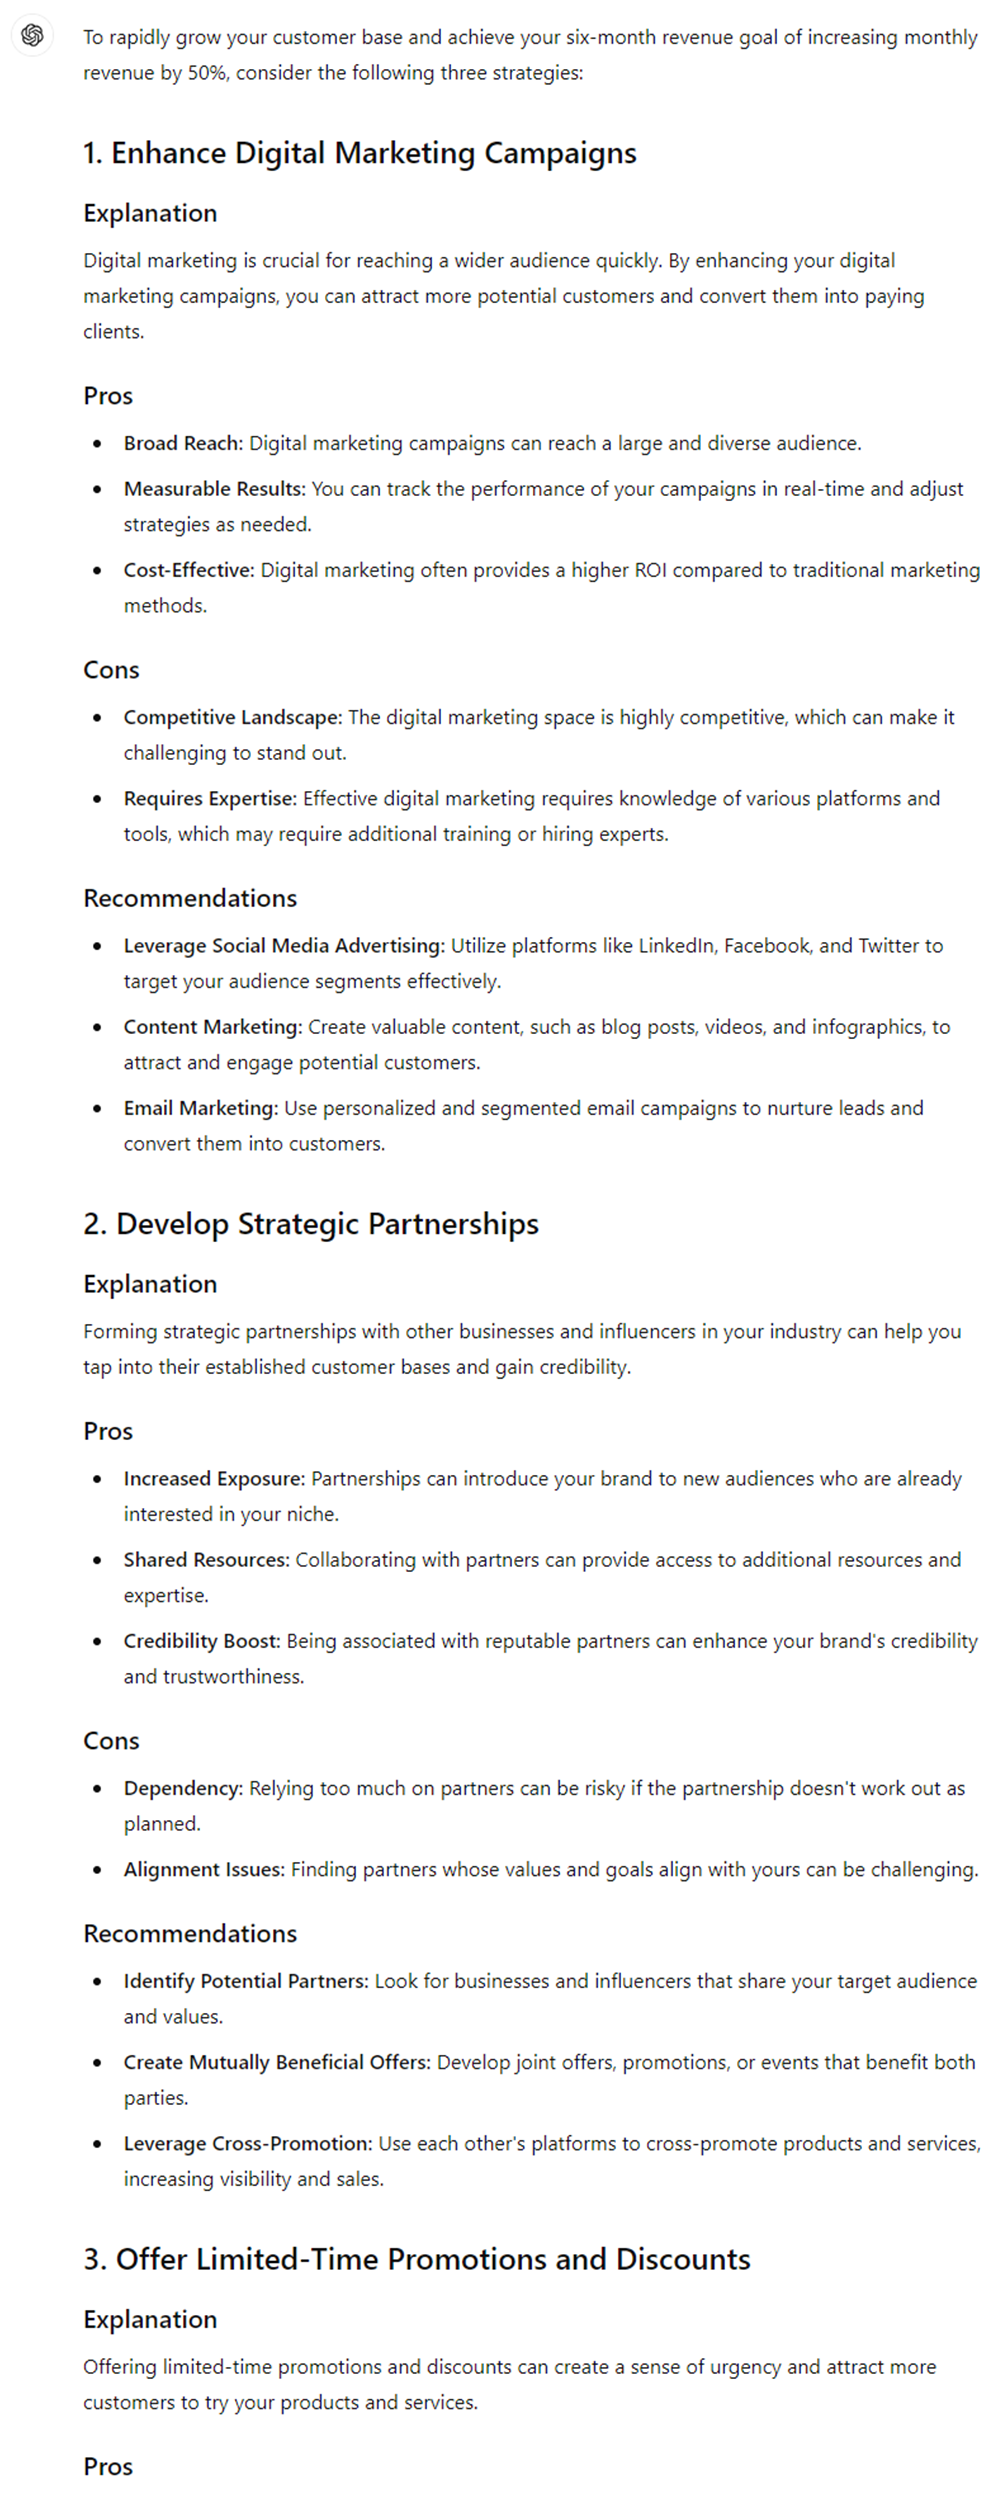 To rapidly grow your customer base and achieve your six-month revenue goal of increasing monthly
revenue by 50%, consider the following three strategies:
1. Enhance Digital Marketing Campaigns
Explanation
Digital marketing is crucial for reaching a wider audience quickly. By enhancing your digital
marketing campaigns, you can attract more potential customers and convert them into paying
clients.
Pros
• Broad Reach: Digital marketing campaigns can reach a large and diverse audience.
• Measurable Results: You can track the performance of your campaigns in real-time and adjust
strategies as needed.
• Cost-Effective: Digital marketing often provides a higher ROI compared to traditional marketing
methods.
Cons
• Competitive Landscape: The digital marketing space is highly competitive, which can make it
challenging to stand out.
• Requires Expertise: Effective digital marketing requires knowledge of various platforms and
tools, which may require additional training or hiring experts.
Recommendations
• Leverage Social Media Advertising: Utilize platforms like LinkedIn, Facebook, and Twitter to
target your audience segments effectively.
• Content Marketing: Create valuable content, such as blog posts, videos, and infographics, to
attract and engage potential customers.
• Email Marketing: Use personalized and segmented email campaigns to nurture leads and
convert them into customers.
2. Develop Strategic Partnerships
Explanation
Forming strategic partnerships with other businesses and influencers in your industry can help you
tap into their established customer bases and gain credibility.
Pros
• Increased Exposure: Partnerships can introduce your brand to new audiences who are already
interested in your niche.
• Shared Resources: Collaborating with partners can provide access to additional resources and
expertise.
• Credibility Boost: Being associated with reputable partners can enhance your brand's credibility
and trustworthiness.
Cons
• Dependency: Relying too much on partners can be risky if the partnership doesn't work out as
planned.
• Alignment Issues: Finding partners whose values and goals align with yours can be challenging.
Recommendations
• Identify Potential Partners: Look for businesses and influencers that share your target audience
and values.
• Create Mutually Beneficial Offers: Develop joint offers, promotions, or events that benefit both
parties.
• Leverage Cross-Promotion: Use each other's platforms to cross-promote products and services,
increasing visibility and sales.
3. Offer Limited-Time Promotions and Discounts
Explanation
Offering limited-time promotions and discounts can create a sense of urgency and attract more
customers to try your products and services.
Pros